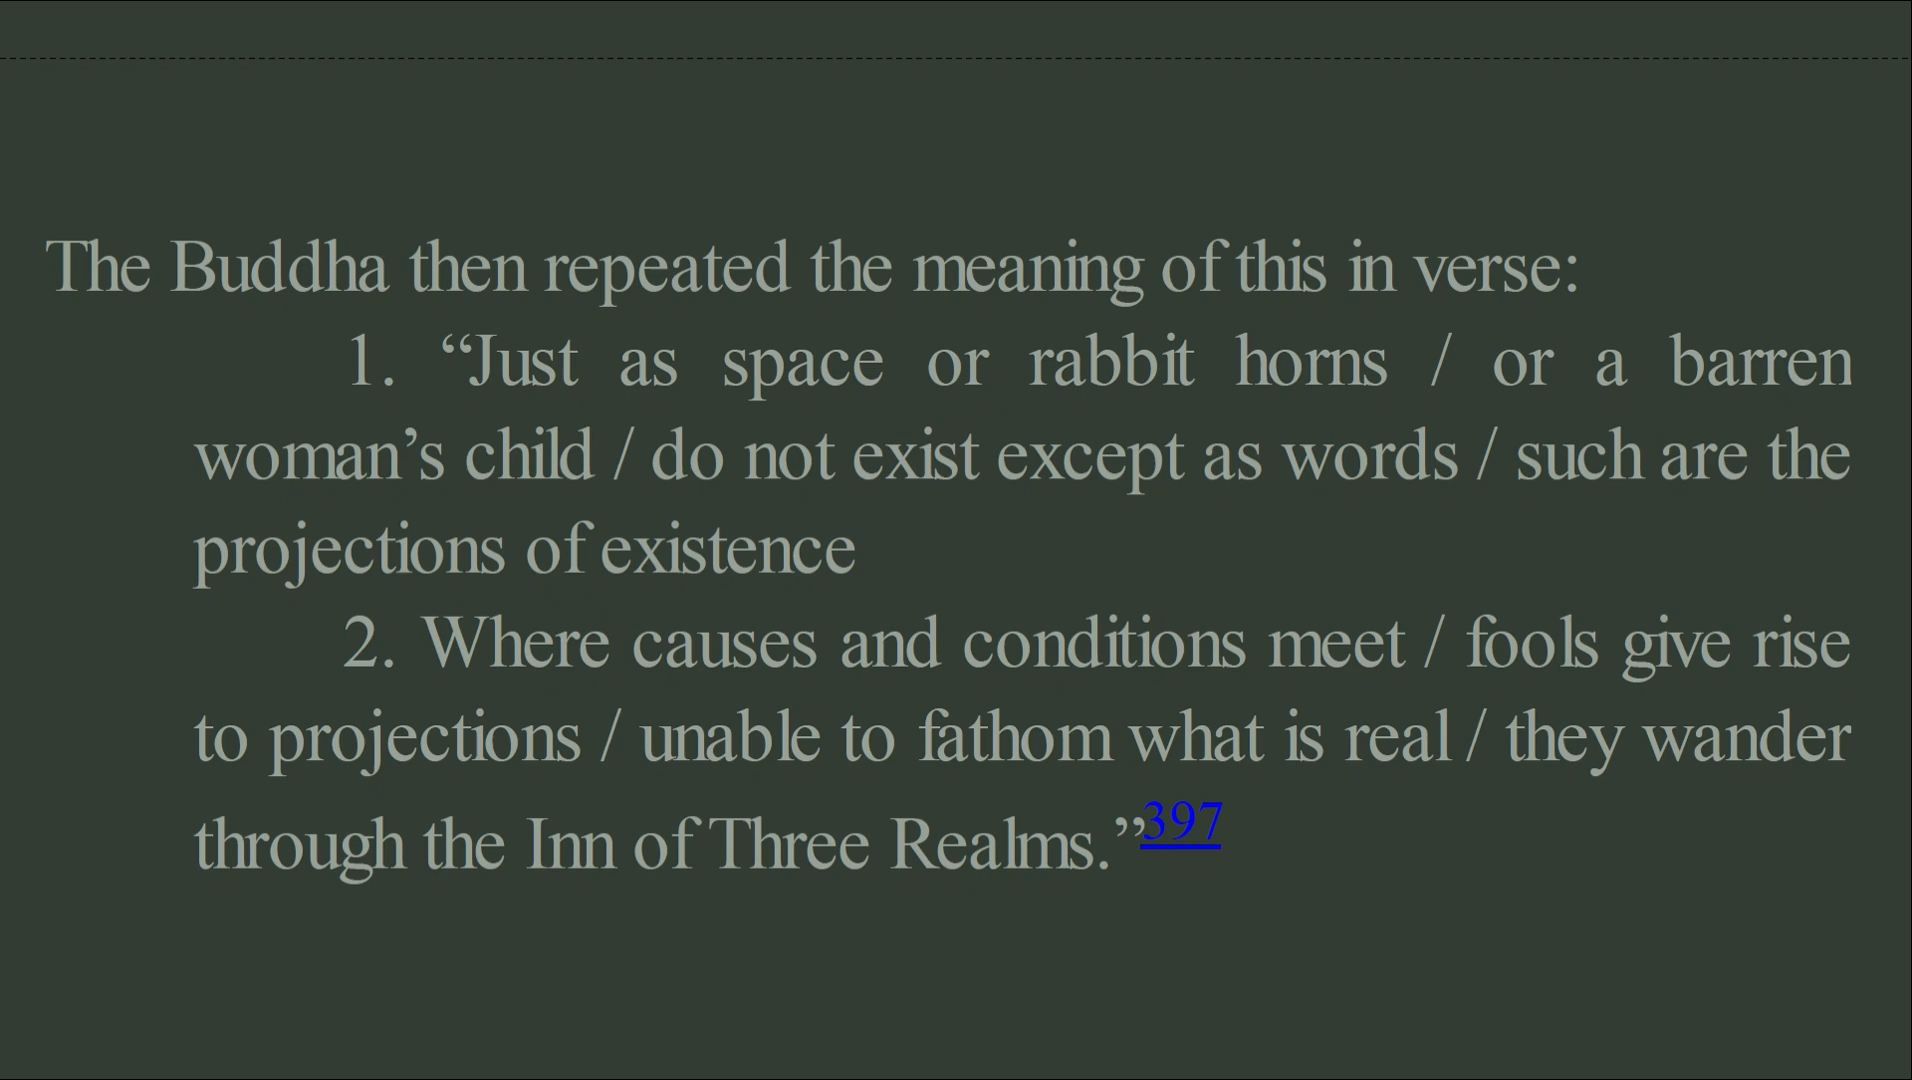 The Buddha then repeated the meaning of this in verse:
1. “Just as space or rabbit horns / or a barren
woman’s child / do not exist except as words / such are the
projections of existence
2. Where causes and conditions meet / fools give rise
to projections / unable to fathom what is real / they wander
through the Inn of Three Realms.”397